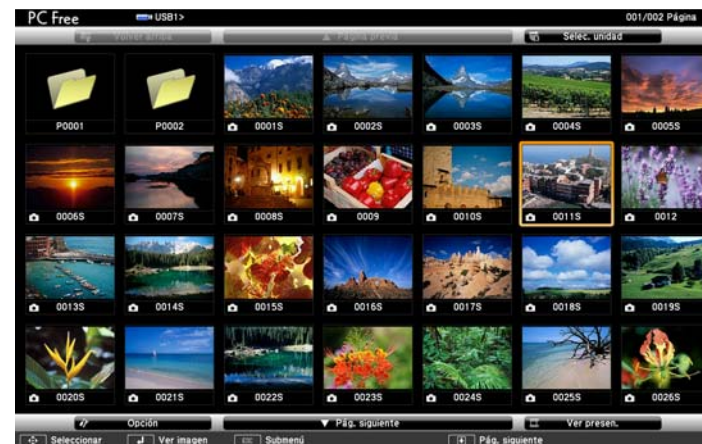 PC Free USB1> 001/002 Página
Volver arriba Página previa Selec. unidad
P0001 P0002 0001S 0002S 0003S 0004S 0005S
0006S 0007S 0008S 0009 0010S 0011S 0012
0013S 0014S 0015S 0016S 0017S 0018S 0019S
0020S 0021S 0022S 0023S 0024S 0025S 0026S
Opción Pág. siguiente Ver presen.
Seleccionar Ver imagen ESC Submenú Pág. siguiente